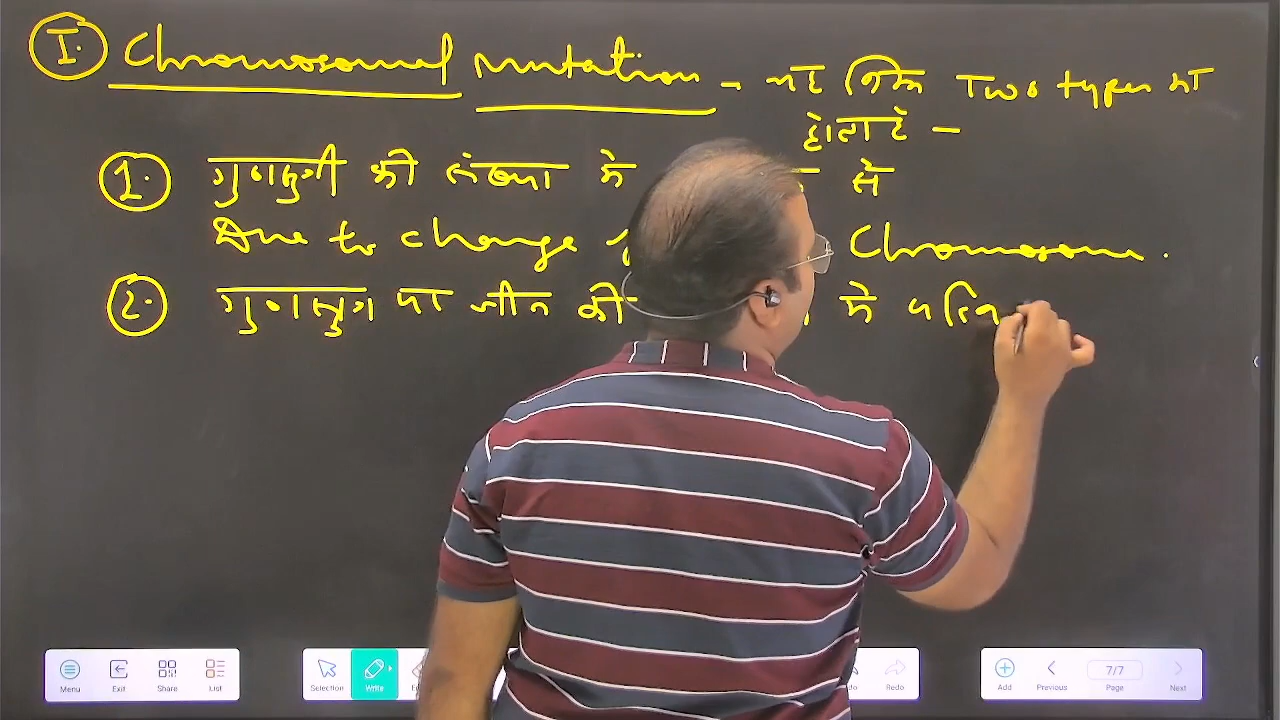 I. Chromosomal mutation - यह निम्न Two types का
होता है -
1. गुणसूत्रों की संख्या में से
Due to change Chromosome.
2. गुणसूत्र पर जीन की में परिव
Menu Exit Share List Selection Write Redo Add Previous 7/7 Page Next